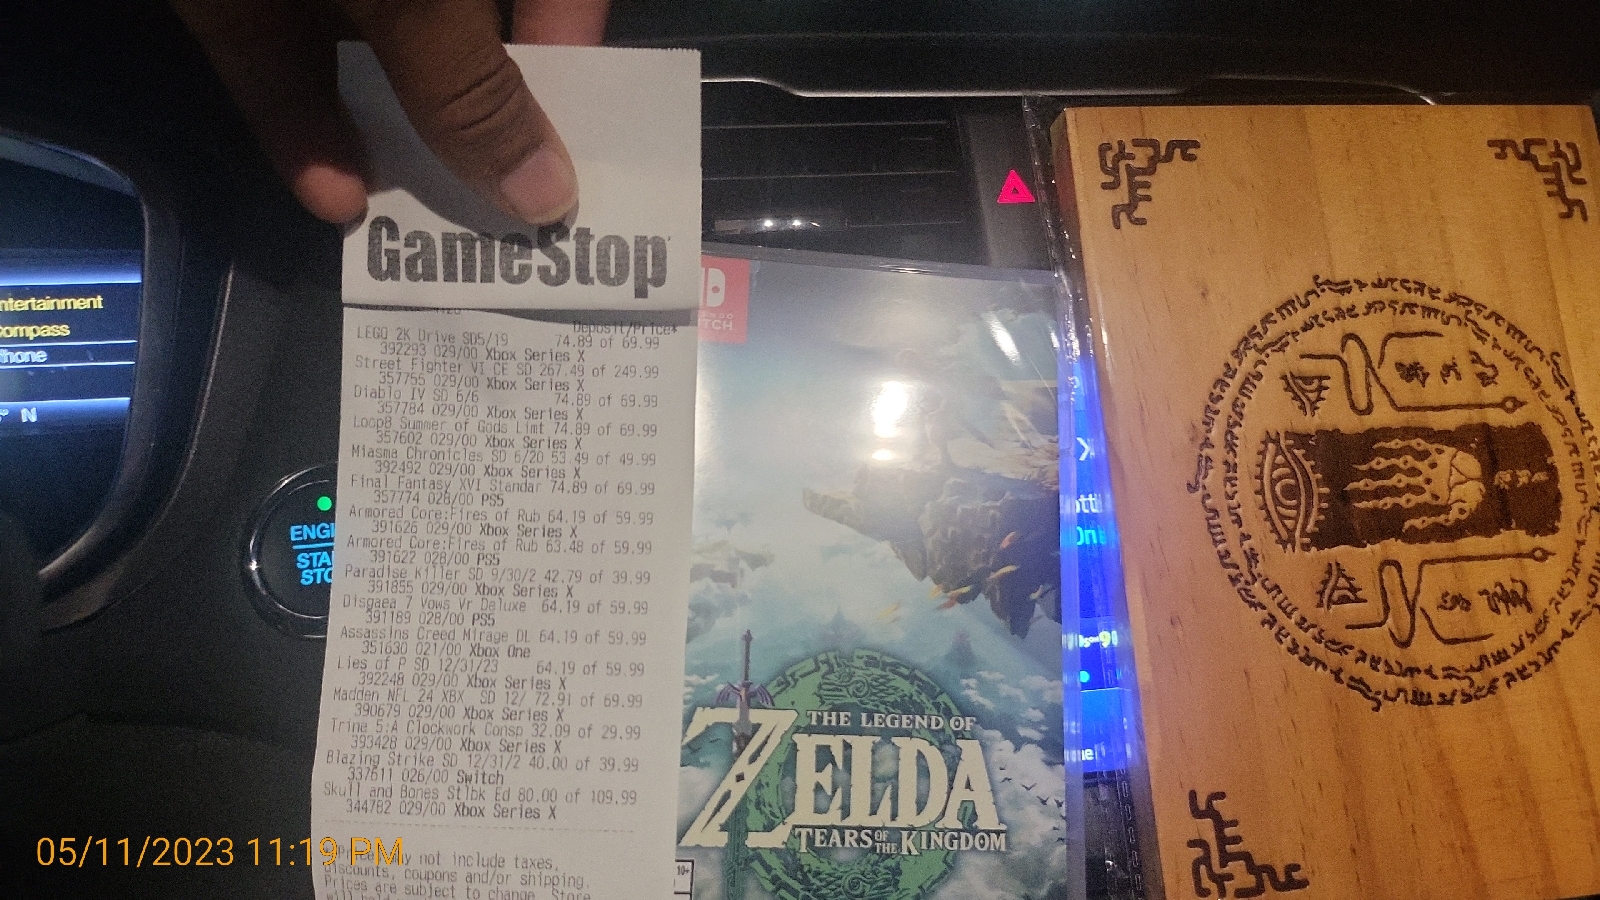 GameStop
Deposit/Price*
LEGO 2K Drive SD5/19 74.89 of 69.99
392293 029/00 Xbox Series X
Street Fighter VI CE SD 267.49 of 249.99
357755 029/00 Xbox Series X
Diablo IV SD 6/6 74.89 of 69.99
357784 029/00 Xbox Series X
Loop8 Summer of Gods Limt 74.89 of 69.99
357602 029/00 Xbox Series X
Miasma Chronicles SD 6/20 53.49 of 49.99
392492 029/00 Xbox Series X
Final Fantasy XVI Standar 74.89 of 69.99
357774 028/00 PS5
Armored Core:Fires of Rub 64.19 of 59.99
391626 029/00 Xbox Series X
Armored Core:Fires of Rub 63.48 of 59.99
391622 028/00 PS5
Paradise Killer SD 9/30/2 42.79 of 39.99
391855 029/00 Xbox Series X
Disgaea 7 Vows Vr Deluxe 64.19 of 59.99
391189 028/00 PS5
Assassins Creed Mirage DL 64.19 of 59.99
351630 021/00 Xbox One
Lies of P SD 12/31/23 64.19 of 59.99
392248 029/00 Xbox Series X
Madden NFL 24 XBX SD 12/ 72.91 of 69.99
390679 029/00 Xbox Series X
Trine 5:A Clockwork Consp 32.09 of 29.99
393428 029/00 Xbox Series X
Blazing Strike SD 12/31/2 40.00 of 39.99
337611 026/00 Switch
Skull and Bones Stlbk Ed 80.00 of 109.99
344782 029/00 Xbox Series X
not include taxes,
discounts, coupons and/or shipping.
Prices are subject to change. Store
ntertainment
ompass
hone
N
ENGI
STA
STO
TCH
THE LEGEND OF
ZELDA
TEARS OF THE KINGDOM
10+
05/11/2023 11:19 PM